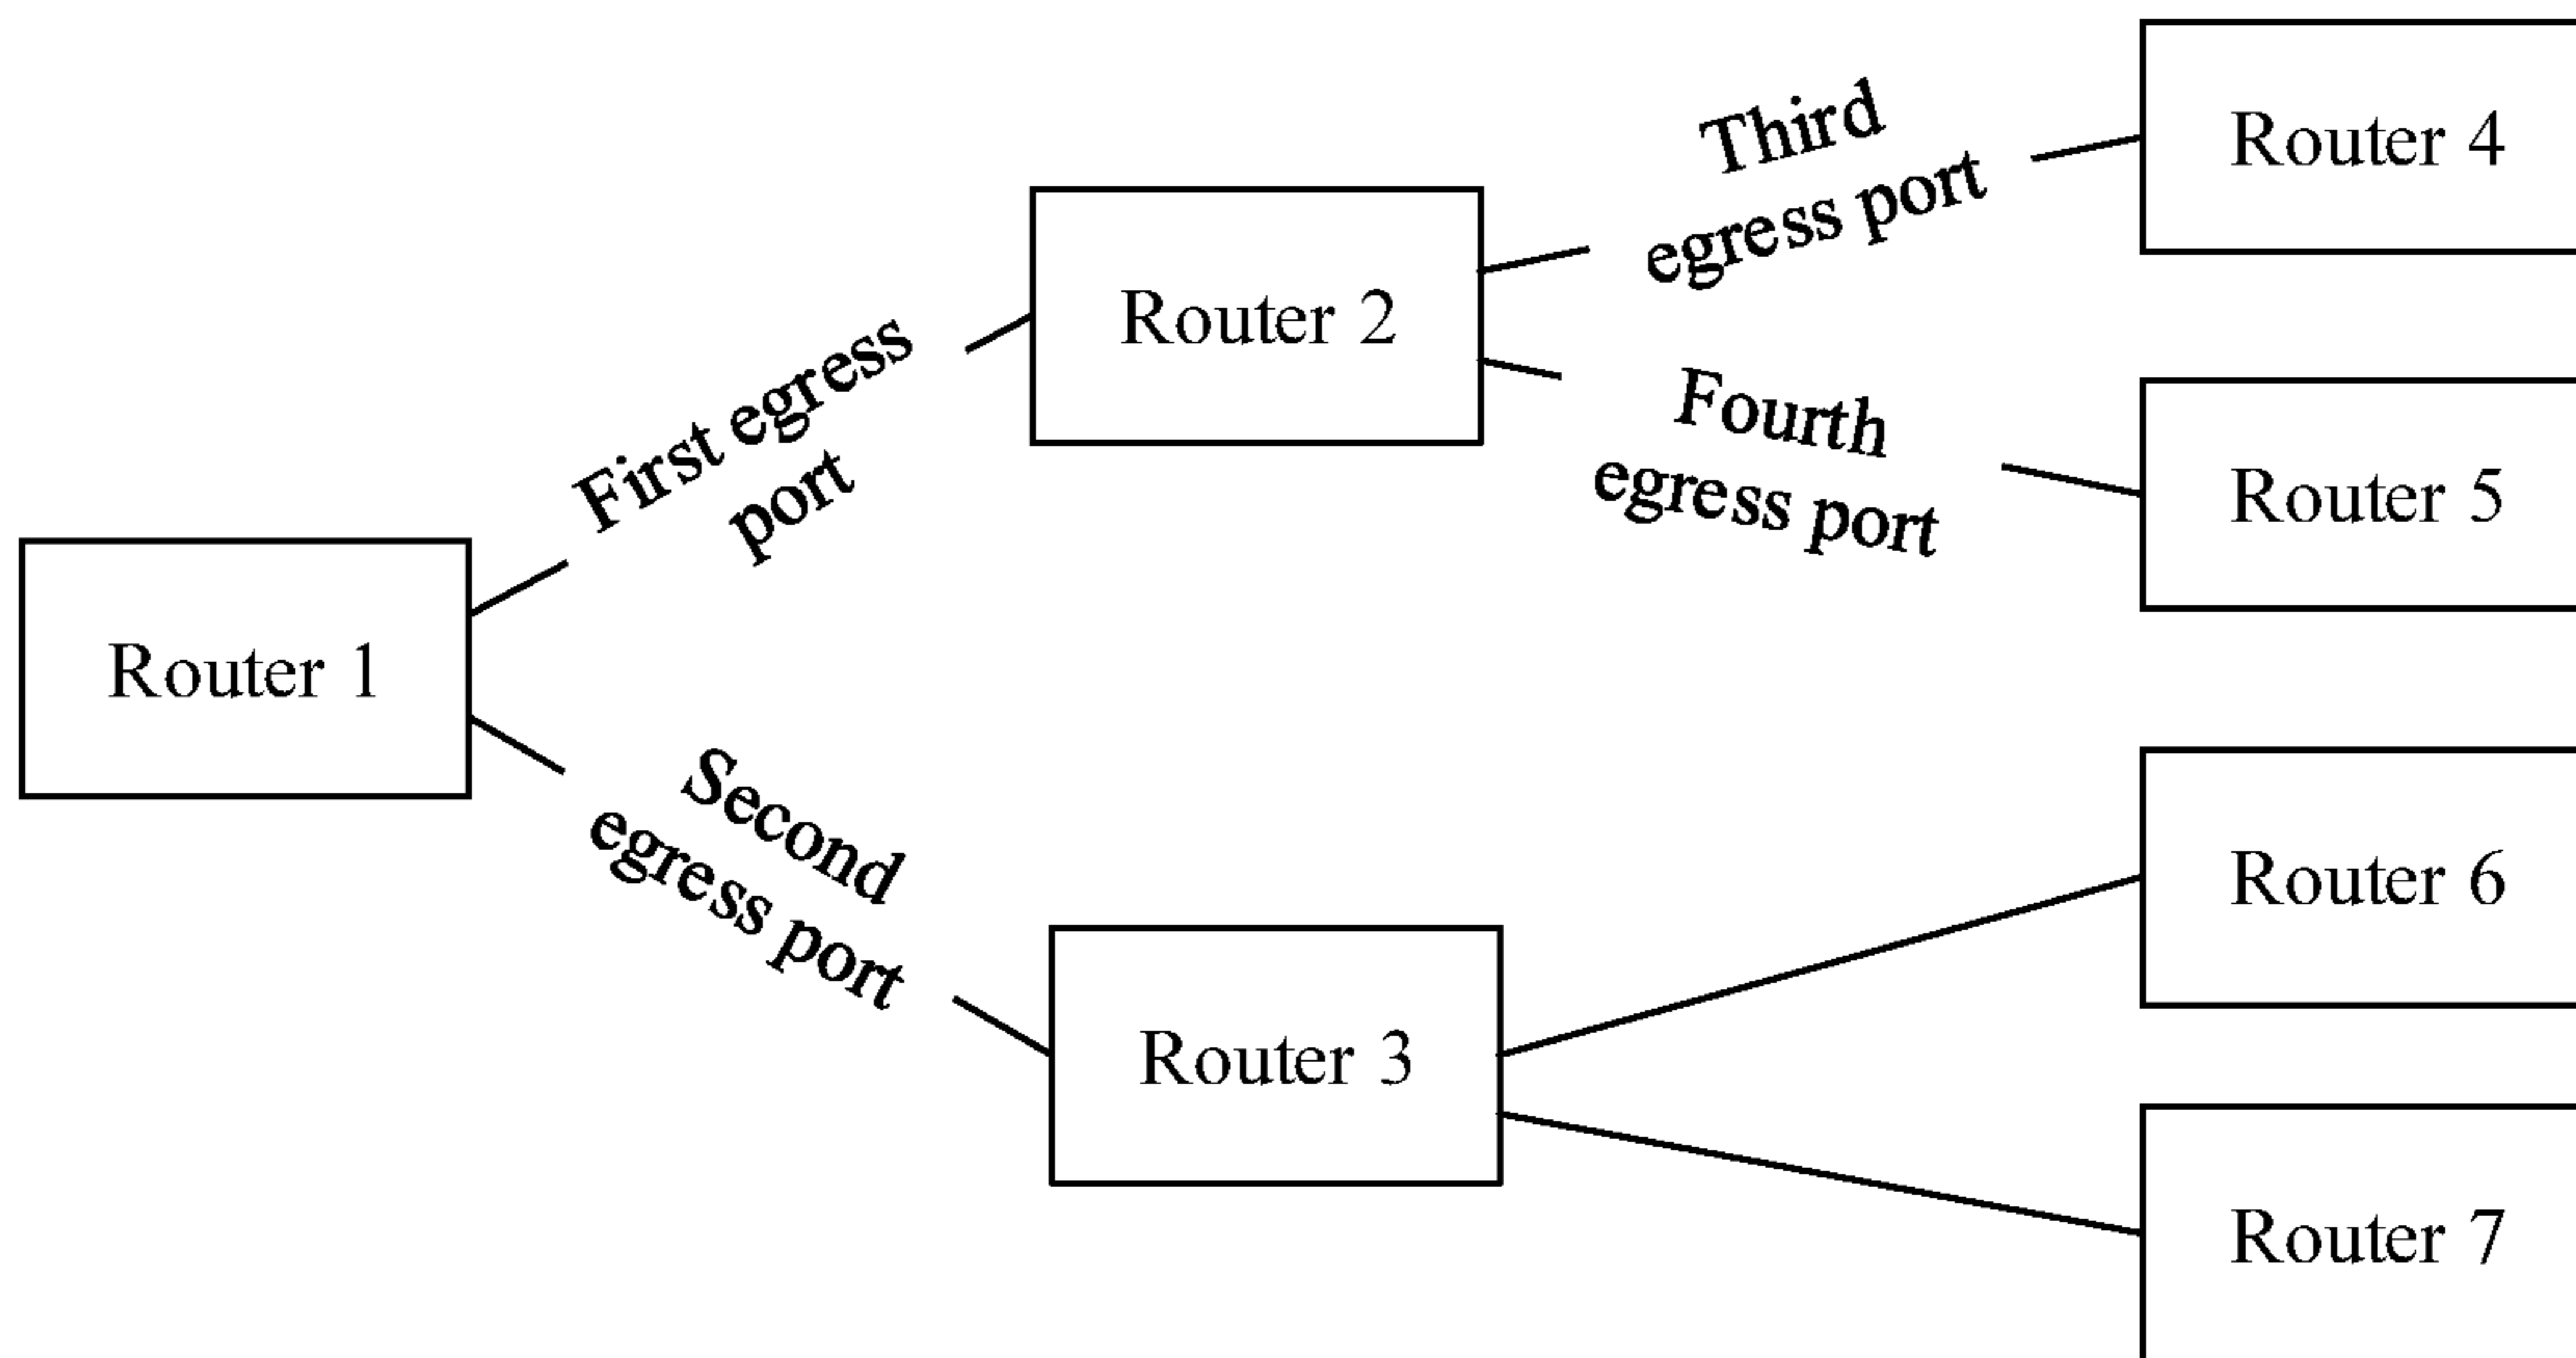 Router 1
First egress
port
Second
egress port
Router 2
Third
egress port
Fourth
egress port
Router 3
Router 4
Router 5
Router 6
Router 7